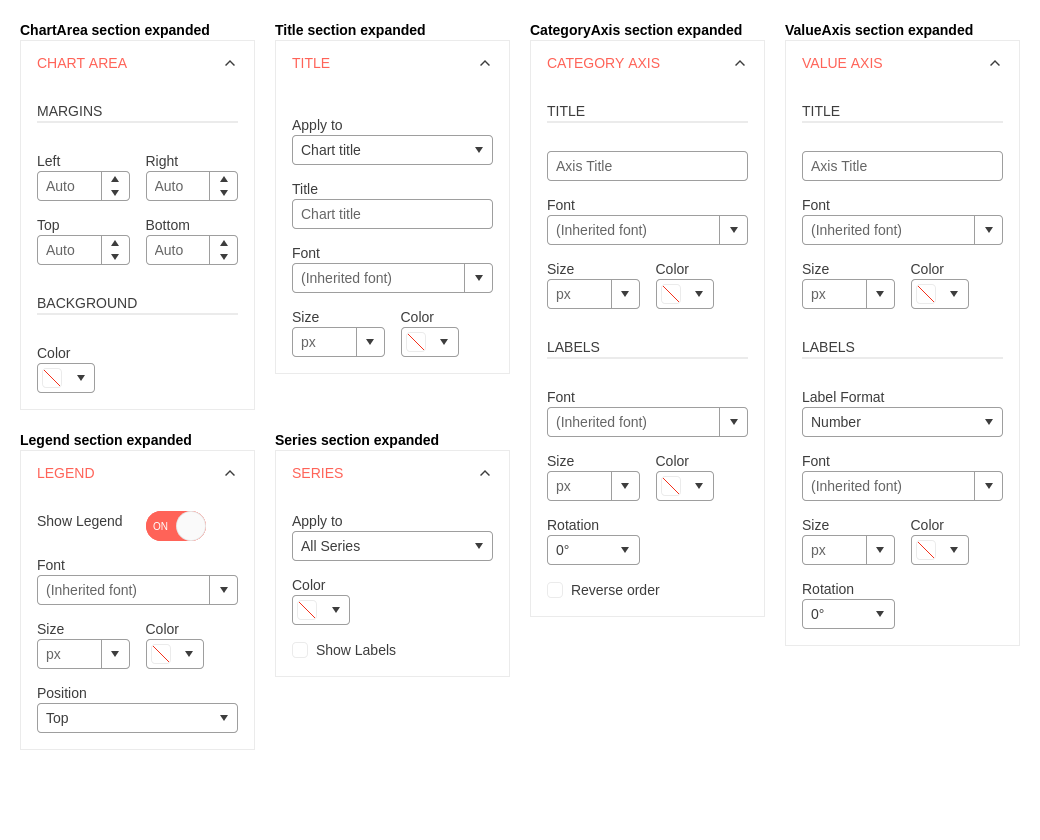 ChartArea section expanded
CHART AREA
MARGINS
Left Right
Auto Auto
Top Bottom
Auto Auto
BACKGROUND
Color
Title section expanded
TITLE
Apply to
Chart title
Title
Chart title
Font
(Inherited font)
Size Color
px
CategoryAxis section expanded
CATEGORY AXIS
TITLE
Axis Title
Font
(Inherited font)
Size Color
px
LABELS
Font
(Inherited font)
Size Color
px
Rotation
0°
Reverse order
ValueAxis section expanded
VALUE AXIS
TITLE
Axis Title
Font
(Inherited font)
Size Color
px
LABELS
Label Format
Number
Font
(Inherited font)
Size Color
px
Rotation
0°
Legend section expanded
LEGEND
Show Legend ON
Font
(Inherited font)
Size Color
px
Position
Top
Series section expanded
SERIES
Apply to
All Series
Color
Show Labels